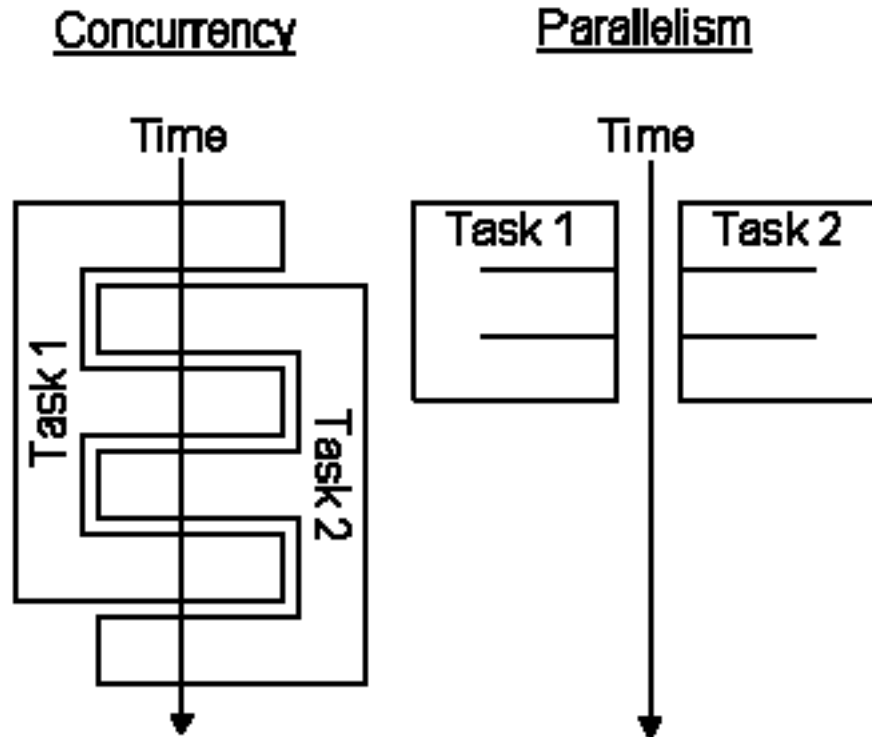 Concurrency
Parallelism
Time
Time
Task 1
Task 2
Task 1
Task 2